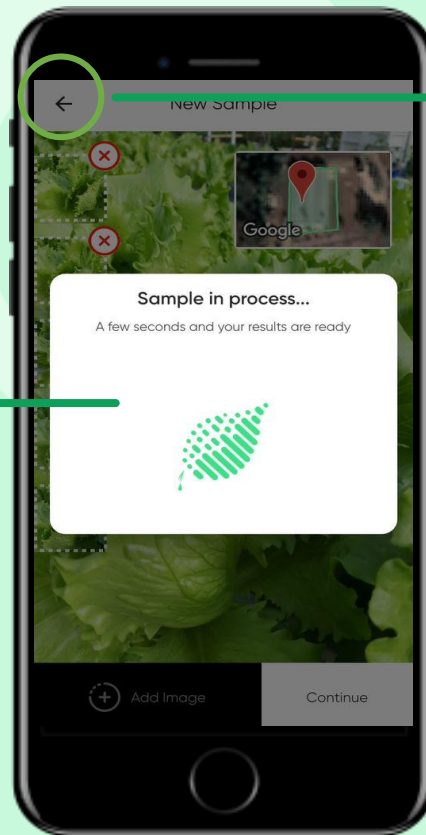 New Sample
Google
Sample in process...
A few seconds and your results are ready
Add Image
Continue